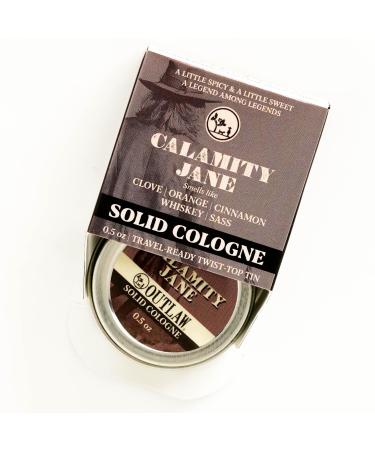 A LITTLE SPICY & A LITTLE SWEET
A LEGEND AMONG LEGENDS
CALAMITY
JANE
Smells like
CLOVE | ORANGE | CINNAMON
WHISKEY | SASS
SOLID COLOGNE
0.5 oz | TRAVEL-READY TWIST-TOP TIN
CALAMITY
JANE
OUTLAW
SOLID COLOGNE
0.5 oz